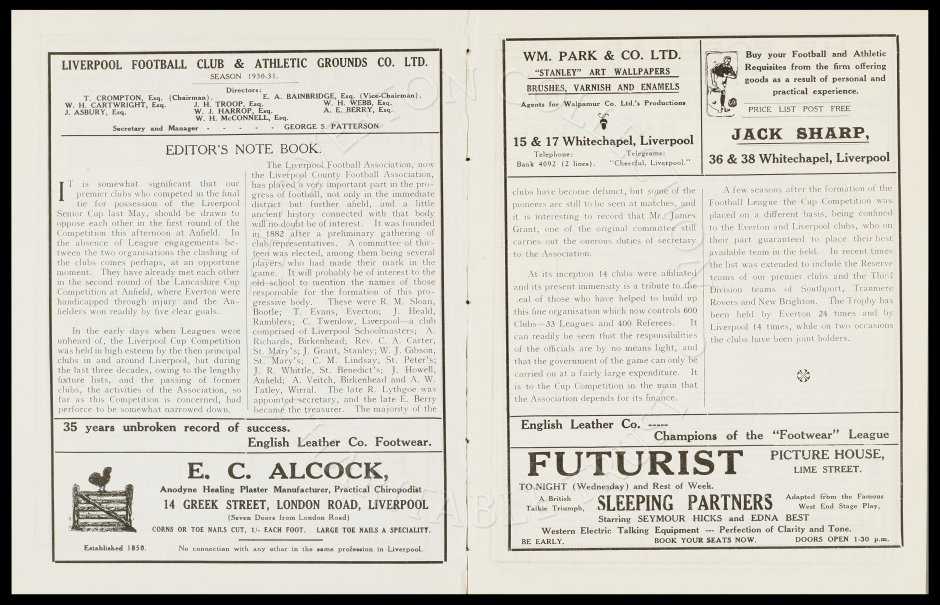 LIVERPOOL FOOTBALL CLUB & ATHLETIC GROUNDS CO. LTD.
SEASON 1930-31.
Directors:
T. CROMPTON, Esq. (Chairman). E. A. BAINBRIDGE, Esq. (Vice-Chairman).
W. H. CARTWRIGHT, Esq. J. H. TROOP, Esq. W. H. WEBB, Esq.
J. ASBURY, Esq. W. J. HARROP, Esq. A. E. BERRY, Esq.
W. H. McCONNELL, Esq.
Secretary and Manager - - - - - GEORGE S. PATTERSON
EDITOR'S NOTE BOOK.
IT is somewhat significant that our
premier clubs who competed in the final
tie for possession of the Liverpool
Senior Cup last May, should be drawn to
oppose each other in the first round of the
Competition this afternoon at Anfield. In
the absence of League engagements be-
tween the two organisations the clashing of
the clubs comes perhaps, at an opportune
moment. They have already met each other
in the second round of the Lancashire Cup
Competition at Anfield, where Everton were
handicapped through injury and the An-
fielders won readily by five clear goals.
In the early days when Leagues were
unheard of, the Liverpool Cup Competition
was held in high esteem by the then principal
clubs in and around Liverpool, but during
the last three decades, owing to the lengthy
fixture lists, and the passing of former
clubs, the activities of the Association, so
far as this Competition is concerned, had
perforce to be somewhat narrowed down.
The Liverpool Football Association, now
the Liverpool County Football Association,
has played a very important part in the pro-
gress of football, not only in the immediate
district but further afield, and a little
ancient history connected with that body
will no doubt be of interest. It was founded
in 1882 after a preliminary gathering of
club representatives. A committee of thir-
teen was elected, among them being several
players who had made their mark in the
game. It will probably be of interest to the
old school to mention the names of those
responsible for the formation of this pro-
gressive body. These were R. M. Sloan,
Bootle; T. Evans, Everton; J. Heald,
Ramblers; C. Twenlow, Liverpool—a club
comprised of Liverpool Schoolmasters; A.
Richards, Birkenhead; Rev. C. A. Carter,
St. Mary's; J. Grant, Stanley; W. J. Gibson,
St. Mary's; C. M. Lindsay, St. Peter's;
J. R. Whittle, St. Benedict's; J. Howell,
Anfield; A. Veitch, Birkenhead and A. W.
Tatley, Wirral. The late R. Lythgoe was
appointed secretary, and the late E. Berry
became the treasurer. The majority of the
35 years unbroken record of success.
English Leather Co. Footwear.
E. C. ALCOCK,
Anodyne Healing Plaster Manufacturer, Practical Chiropodist
14 GREEK STREET, LONDON ROAD, LIVERPOOL
(Seven Doors from London Road)
CORNS OR TOE NAILS CUT, 1/- EACH FOOT. LARGE TOE NAILS A SPECIALITY.
Established 1850. No connection with any other in the same profession in Liverpool.
WM. PARK & CO. LTD.
"STANLEY" ART WALLPAPERS
BRUSHES, VARNISH AND ENAMELS
Agents for Walpamur Co. Ltd.'s Productions
15 & 17 Whitechapel, Liverpool
Telephone: Telegrams:
Bank 4092 (2 lines). "Cheerful, Liverpool."
Buy your Football and Athletic
Requisites from the firm offering
goods as a result of personal and
practical experience.
PRICE LIST POST FREE
JACK SHARP,
36 & 38 Whitechapel, Liverpool
clubs have become defunct, but some of the
pioneers are still to be seen at matches, and
it is interesting to record that Mr. James
Grant, one of the original committee still
carries out the onerous duties of secretary
to the Association.
At its inception 14 clubs were affiliated
and its present immensity is a tribute to the
zeal of those who have helped to build up
this fine organisation which now controls 600
Clubs—33 Leagues and 400 Referees. It
can readily be seen that the responsibilities
of the officials are by no means light, and
that the government of the game can only be
carried on at a fairly large expenditure. It
is to the Cup Competition in the main that
the Association depends for its finance.
A few seasons after the formation of the
Football League the Cup Competition was
placed on a different basis, being confined
to the Everton and Liverpool clubs, who on
their part guaranteed to place their best
available team in the field. In recent times
the list was extended to include the Reserve
teams of our premier clubs and the Third
Division teams of Southport, Tranmere
Rovers and New Brighton. The Trophy has
been held by Everton 24 times and by
Liverpool 14 times, while on two occasions
the clubs have been joint holders.
English Leather Co. -----
Champions of the "Footwear" League
FUTURIST PICTURE HOUSE,
LIME STREET.
TO-NIGHT (Wednesday) and Rest of Week.
A British
Talkie Triumph, SLEEPING PARTNERS Adapted from the Famous
West End Stage Play,
Starring SEYMOUR HICKS and EDNA BEST
Western Electric Talking Equipment --- Perfection of Clarity and Tone.
BE EARLY. BOOK YOUR SEATS NOW. DOORS OPEN 1-30 p.m.